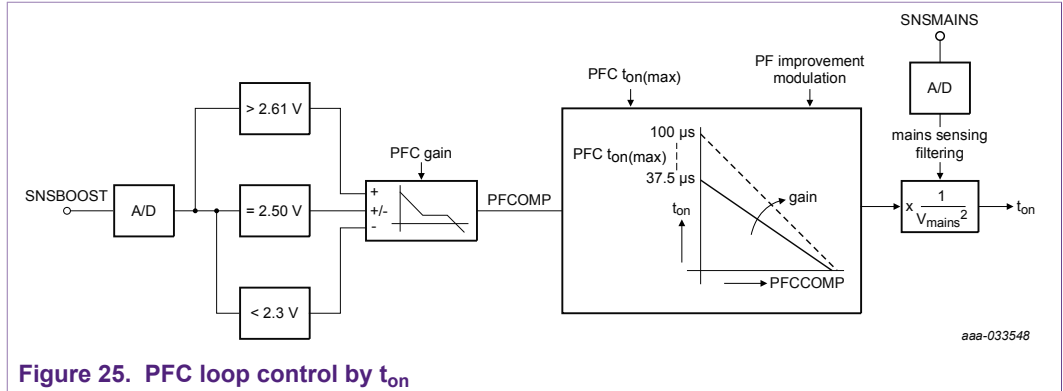 SNSMAINS
PFC ton(max)
PF improvement
modulation
A/D
> 2.61 V
100 µs
mains sensing
filtering
PFC gain
PFC ton(max)
37.5 µs
SNSBOOST
A/D
= 2.50 V
+
+/-
-
PFCOMP
gain
ton
x 1
Vmains²
ton
PFCCOMP
< 2.3 V
aaa-033548
Figure 25. PFC loop control by ton